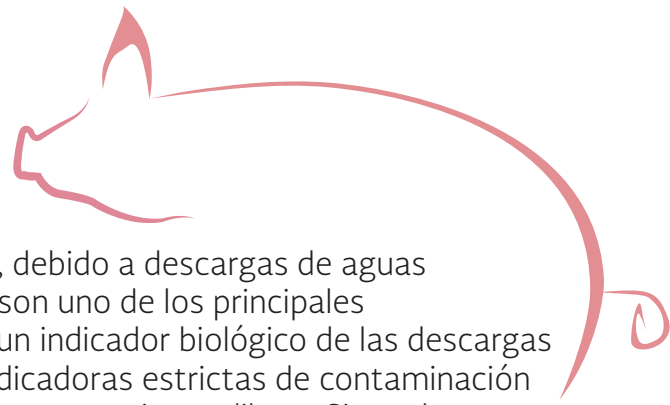 , debido a descargas de aguas
son uno de los principales
un indicador biológico de las descargas
dicadoras estrictas de contaminación